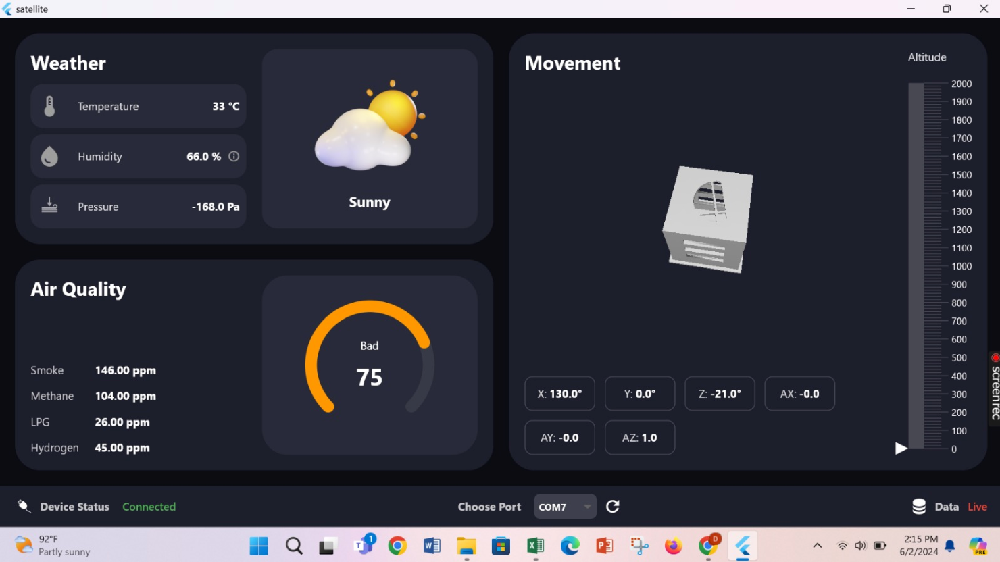 satellite
Weather
Temperature 33 °C
Humidity 66.0 %
Pressure -168.0 Pa
Sunny
Air Quality
Smoke 146.00 ppm
Methane 104.00 ppm
LPG 26.00 ppm
Hydrogen 45.00 ppm
Bad
75
Movement
Altitude
2000
1900
1800
1700
1600
1500
1400
1300
1200
1100
1000
900
800
700
600
500
400
300
200
100
0
X: 130.0° Y: 0.0° Z: -21.0° AX: -0.0
AY: -0.0 AZ: 1.0
screenrec
Device Status Connected
Choose Port COM7
Data Live
92°F
Partly sunny
T 1
W
X
P
D
2:15 PM
6/2/2024
PRE